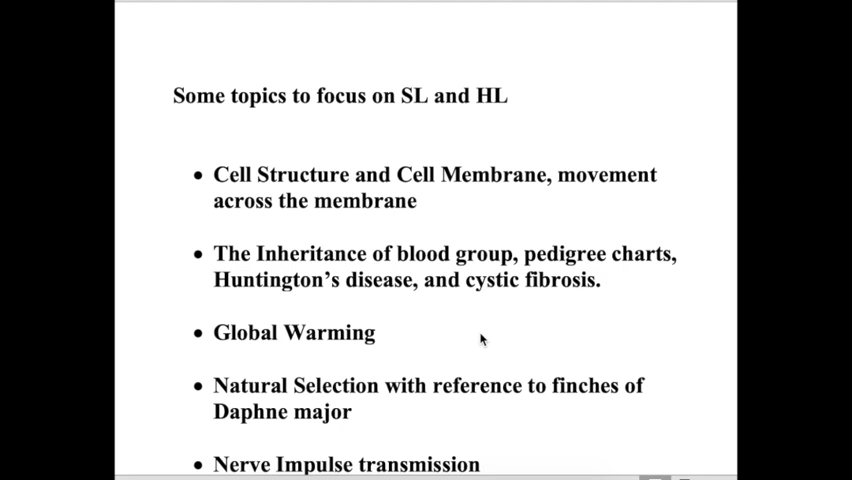 Some topics to focus on SL and HL
• Cell Structure and Cell Membrane, movement
across the membrane
• The Inheritance of blood group, pedigree charts,
Huntington’s disease, and cystic fibrosis.
• Global Warming
• Natural Selection with reference to finches of
Daphne major
• Nerve Impulse transmission